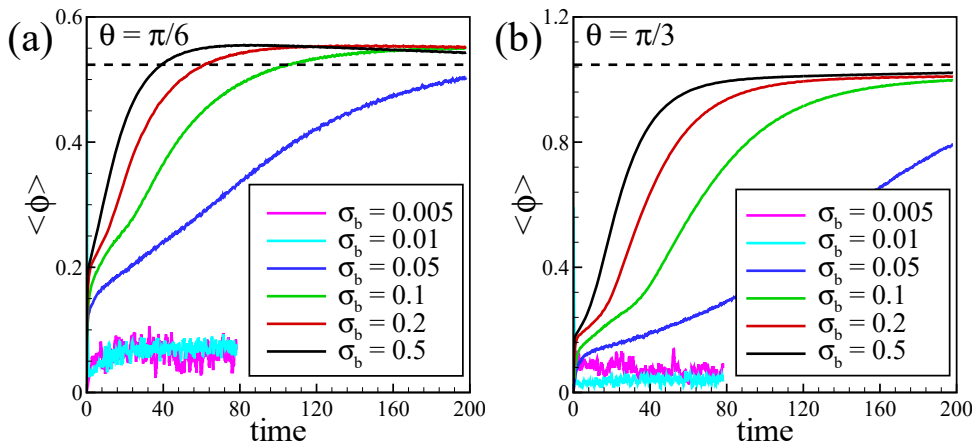 (a)
θ = π/6
0.6
0.4
0.2
0
<ϕ>
σb = 0.005
σb = 0.01
σb = 0.05
σb = 0.1
σb = 0.2
σb = 0.5
0 40 80 120 160 200
time
(b)
θ = π/3
1.2
0.8
0.4
0
<ϕ>
σb = 0.005
σb = 0.01
σb = 0.05
σb = 0.1
σb = 0.2
σb = 0.5
0 40 80 120 160 200
time